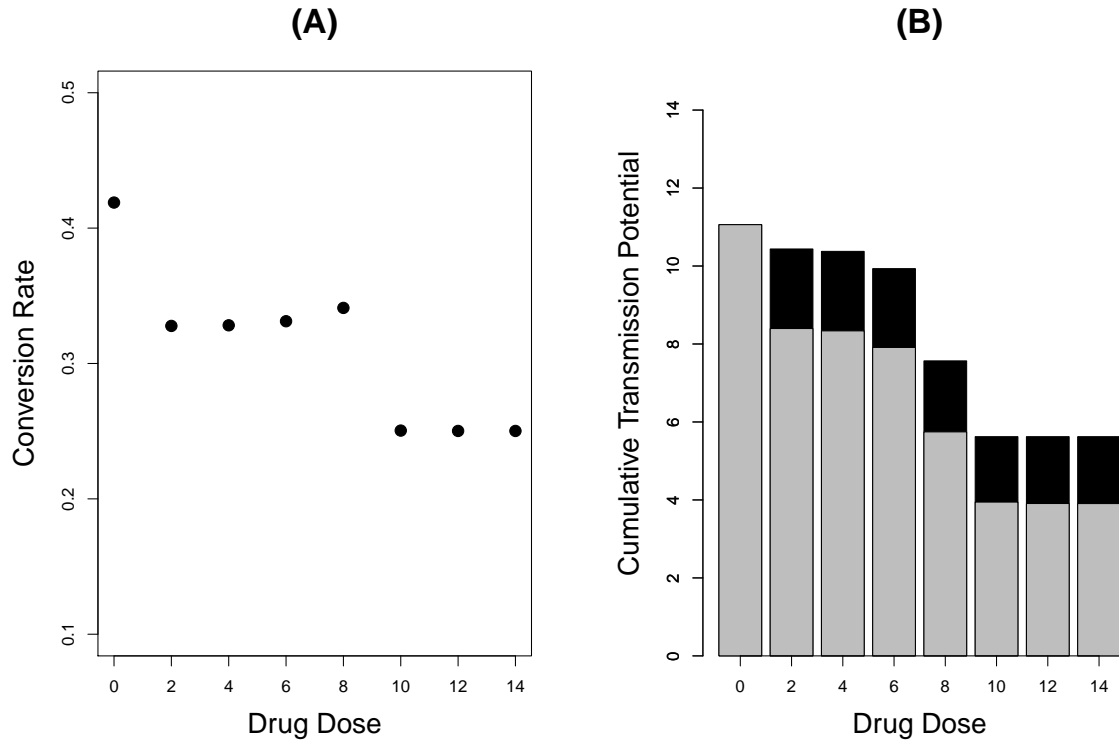 (A)
Conversion Rate
0.5
0.4
0.3
0.2
0.1
0 2 4 6 8 10 12 14
Drug Dose
(B)
Cumulative Transmission Potential
14
12
10
8
6
4
2
0
0 2 4 6 8 10 12 14
Drug Dose